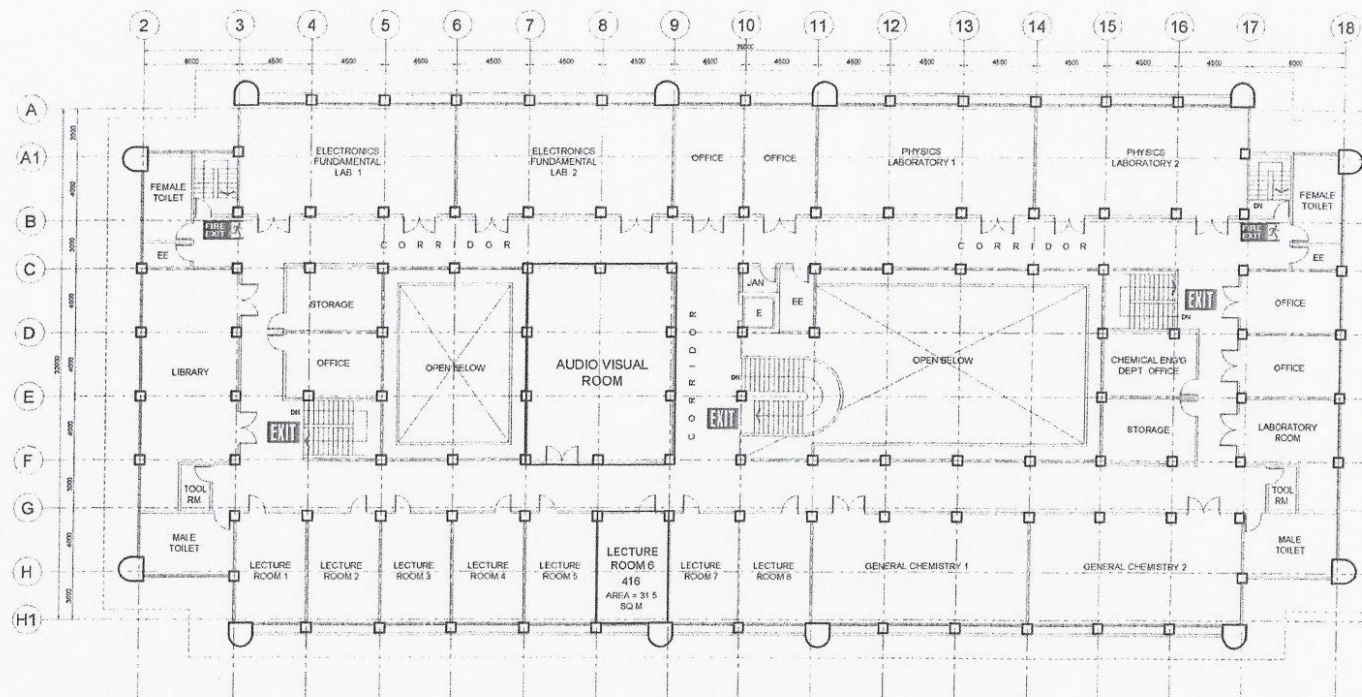 2 3 4 5 6 7 8 9 10 11 12 13 14 15 16 17 18
6000 4500 4500 4500 4500 4500 4500 4500 4500 4500 4500 4500 4500 4500 6000
A
A1
B
C
D
E
F
G
H
H1
ELECTRONICS
FUNDAMENTAL
LAB 1
ELECTRONICS
FUNDAMENTAL
LAB 2
OFFICE
OFFICE
PHYSICS
LABORATORY 1
PHYSICS
LABORATORY 2
FEMALE
TOILET
FIRE
EXIT
EE
CORRIDOR
CORRIDOR
DN
FIRE
EXIT
FEMALE
TOILET
EE
LIBRARY
STORAGE
OFFICE
DN
EXIT
OPEN BELOW
AUDIO VISUAL
ROOM
CORRIDOR
JAN
E
EE
DN
EXIT
OPEN BELOW
EXIT
DN
CHEMICAL ENG'G
DEPT OFFICE
STORAGE
OFFICE
OFFICE
LABORATORY
ROOM
TOOL
RM
MALE
TOILET
LECTURE
ROOM 1
LECTURE
ROOM 2
LECTURE
ROOM 3
LECTURE
ROOM 4
LECTURE
ROOM 5
LECTURE
ROOM 6
416
AREA = 31 5
SQ M
LECTURE
ROOM 7
LECTURE
ROOM 8
GENERAL CHEMISTRY 1
GENERAL CHEMISTRY 2
TOOL
RM
MALE
TOILET